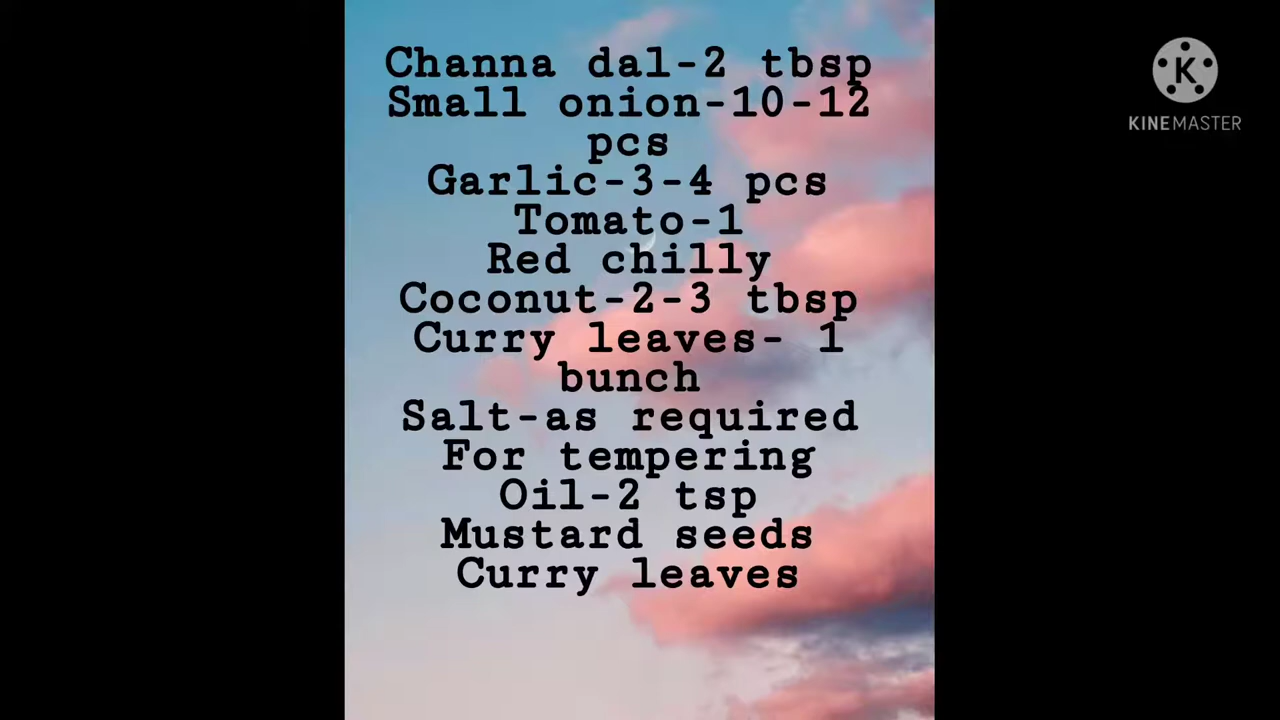 Channa dal-2 tbsp
Small onion-10-12
pcs
Garlic-3-4 pcs
Tomato-1
Red chilly
Coconut-2-3 tbsp
Curry leaves- 1
bunch
Salt-as required
For tempering
Oil-2 tsp
Mustard seeds
Curry leaves
K
KINEMASTER